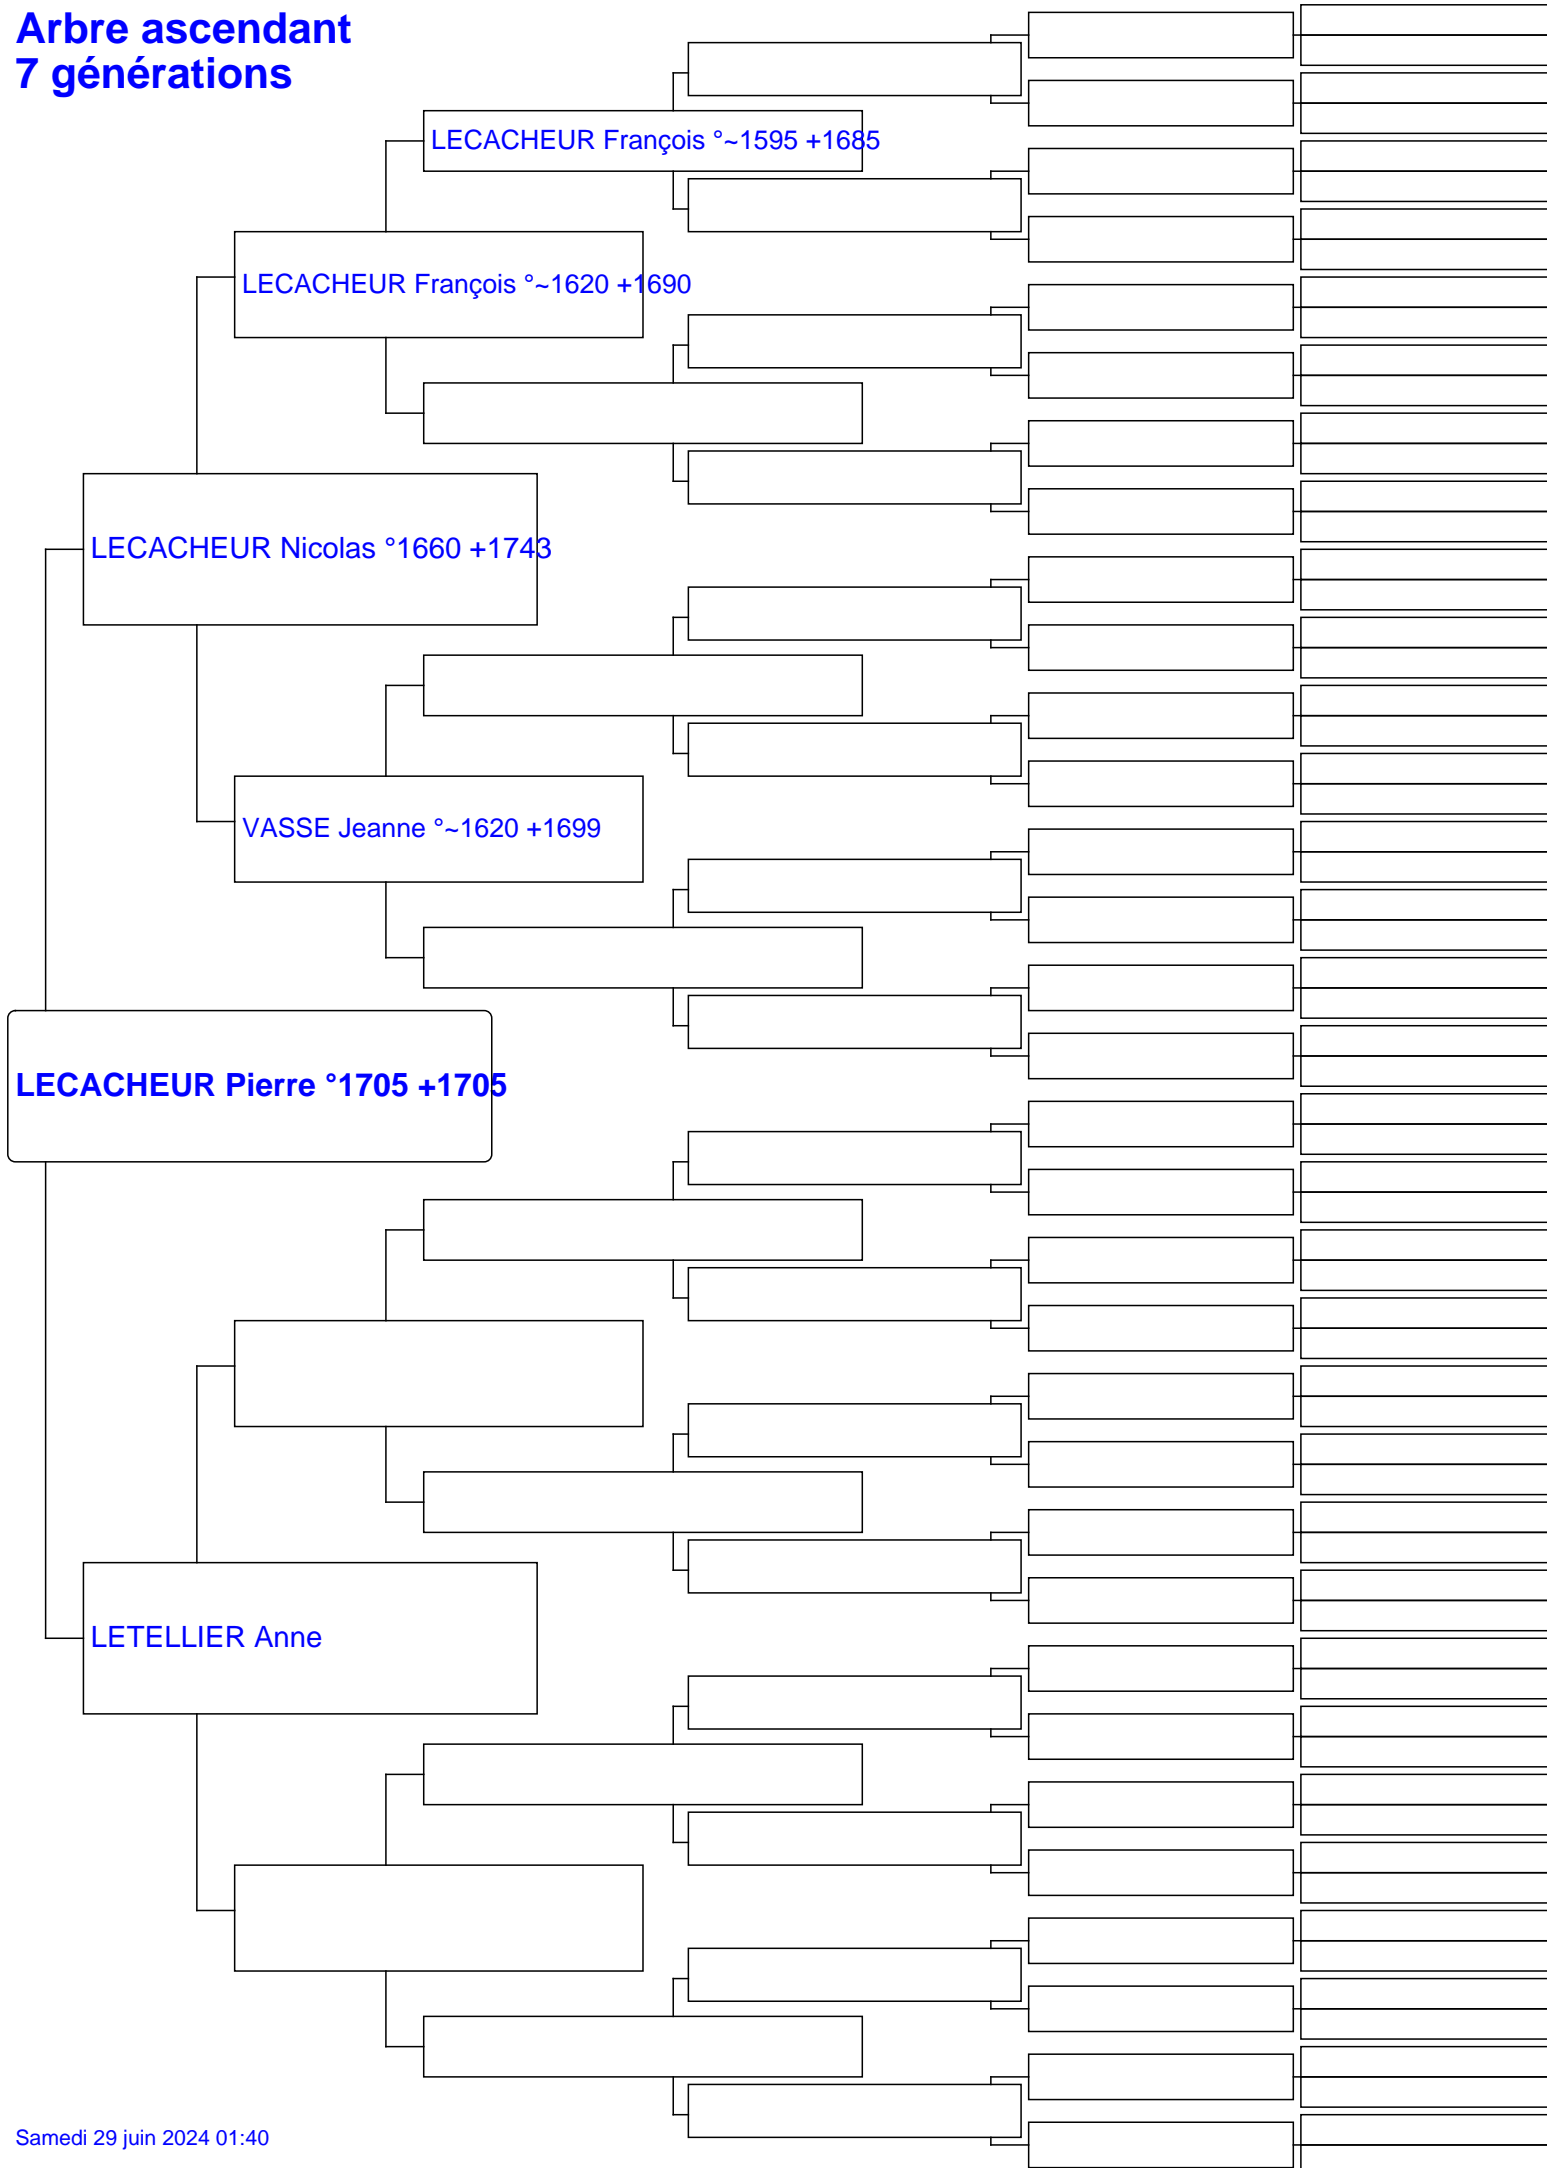 Arbre ascendant
7 générations
LECACHEUR François °~1595 +1685
LECACHEUR François °~1620 +1690
LECACHEUR Nicolas °1660 +1743
VASSE Jeanne °~1620 +1699
LECACHEUR Pierre °1705 +1705
LETELLIER Anne
Samedi 29 juin 2024 01:40